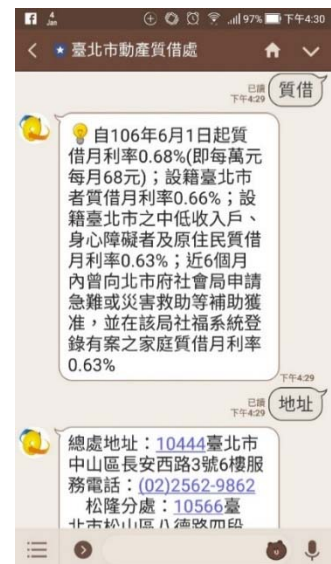 4
Jan
97% 下午4:30
臺北市動產質借處
已讀
下午4:29
質借
自106年6月1日起質
借月利率0.68%(即每萬元
每月68元)；設籍臺北市
者質借月利率0.66%；設
籍臺北市之中低收入戶、
身心障礙者及原住民質借
月利率0.63%；近6個月
內曾向北市府社會局申請
急難或災害救助等補助獲
准，並在該局社福系統登
錄有案之家庭質借月利率
0.63%
下午4:29
已讀
下午4:29
地址
總處地址：10444臺北市
中山區長安西路3號6樓服
務電話：(02)2562-9862
松隆分處：10566臺
北市松山區八德路四段